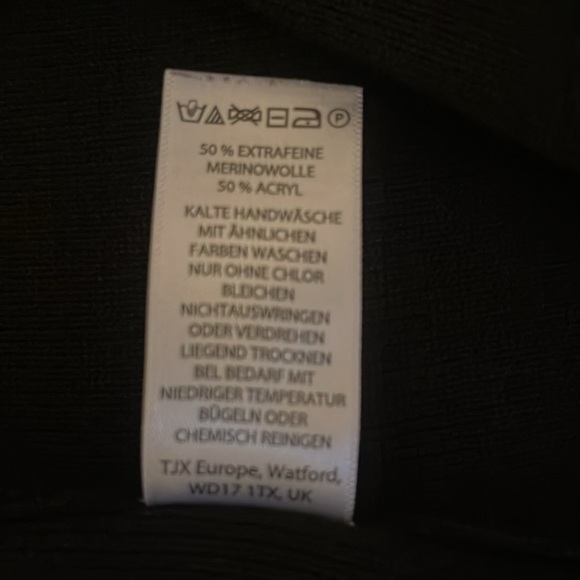 P
50 % EXTRAFEINE
MERINOWOLLE
50 % ACRYL
KALTE HANDWÄSCHE
MIT ÄHNLICHEN
FARBEN WASCHEN
NUR OHNE CHLOR
BLEICHEN
NICHTAUSWRINGEN
ODER VERDREHEN
LIEGEND TROCKNEN
BEL BEDARF MIT
NIEDRIGER TEMPERATUR
BÜGELN ODER
CHEMISCH REINIGEN
TJX Europe, Watford,
WD17 1TX, UK